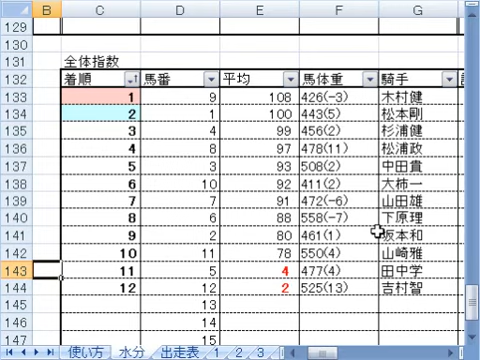 B C D E F G
129
130
131 全体指数
132 着順 馬番 平均 馬体重 騎手
133 1 9 108 426(−3) 木村健
134 2 1 100 443(5) 松本剛
135 3 4 99 456(2) 杉浦健
136 4 8 97 478(11) 松浦政
137 5 3 93 508(2) 中田貴
138 6 10 92 411(2) 大柿一
139 7 7 91 472(−6) 山田雄
140 8 6 88 558(−7) 下原理
141 9 2 80 461(1) 坂本和
142 10 11 78 550(4) 山崎雅
143 11 5 4 477(4) 田中学
144 12 12 2 525(13) 吉村智
145 13
146 14
147 15
使い方 水分 出走表 1 2 3